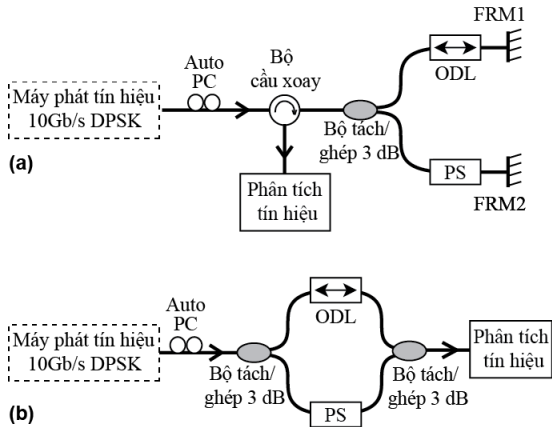 FRM1
Auto
PC
Bộ
cầu xoay
ODL
Máy phát tín hiệu
10Gb/s DPSK
Bộ tách/
ghép 3 dB
(a)
Phân tích
tín hiệu
PS
FRM2
Auto
PC
ODL
Máy phát tín hiệu
10Gb/s DPSK
Bộ tách/
ghép 3 dB
Bộ tách/
ghép 3 dB
Phân tích
tín hiệu
PS
(b)